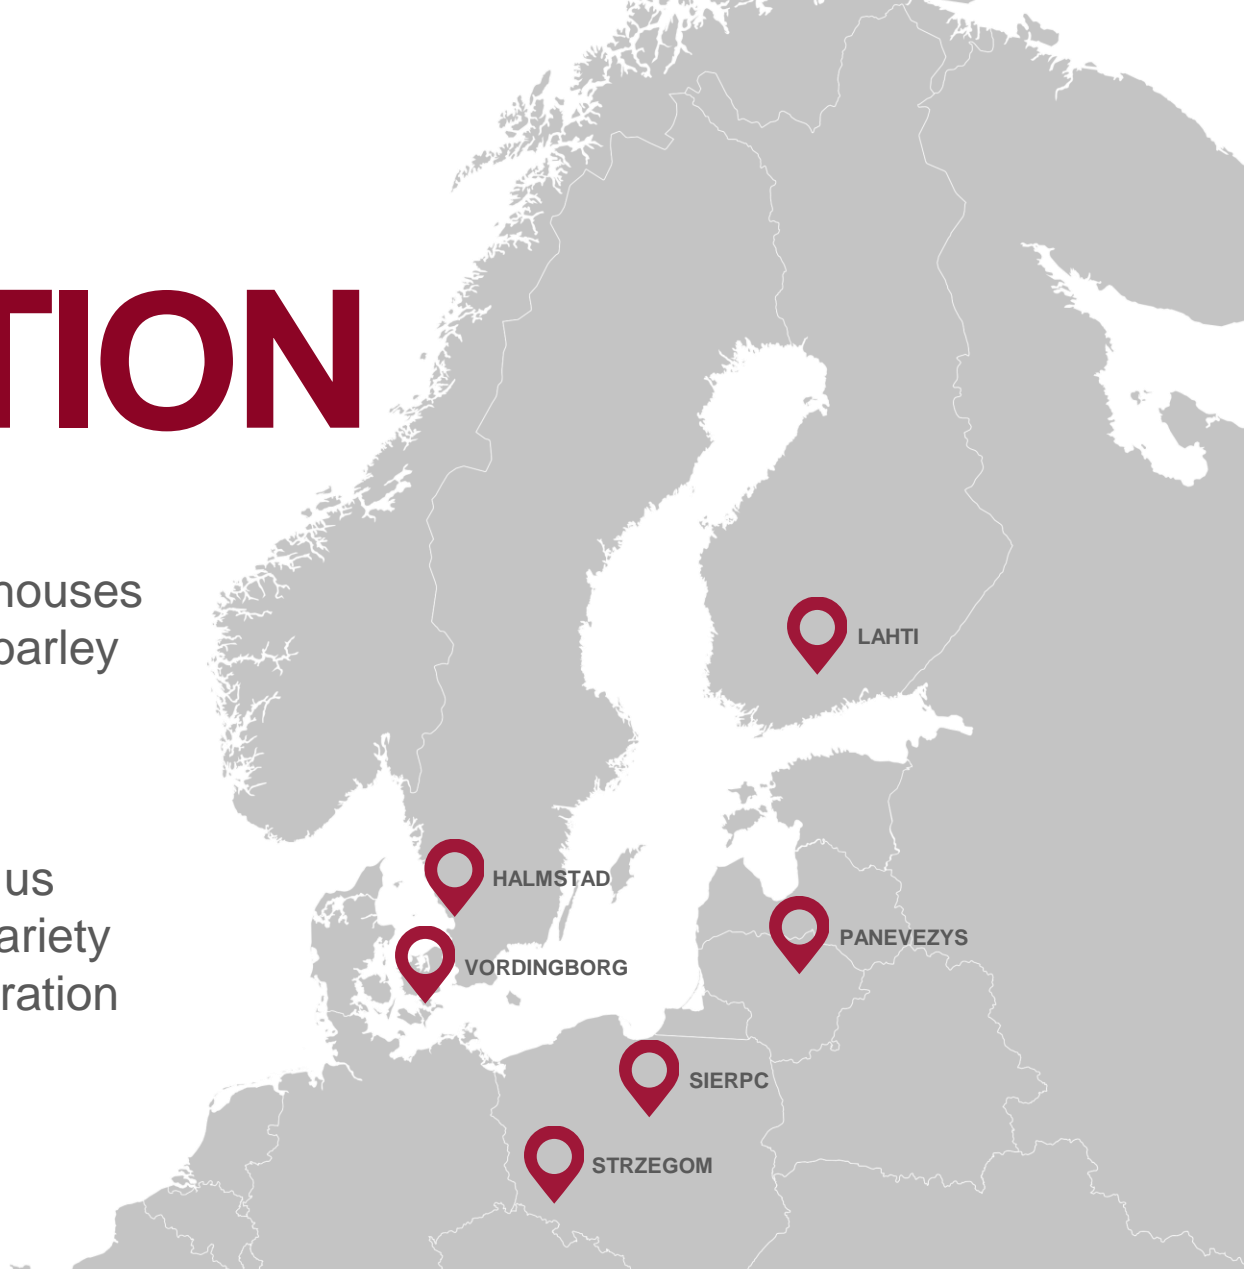 TION
houses
barley
us
ariety
ration
LAHTI
HALMSTAD
PANEVEZYS
VORDINGBORG
SIERPC
STRZEGOM